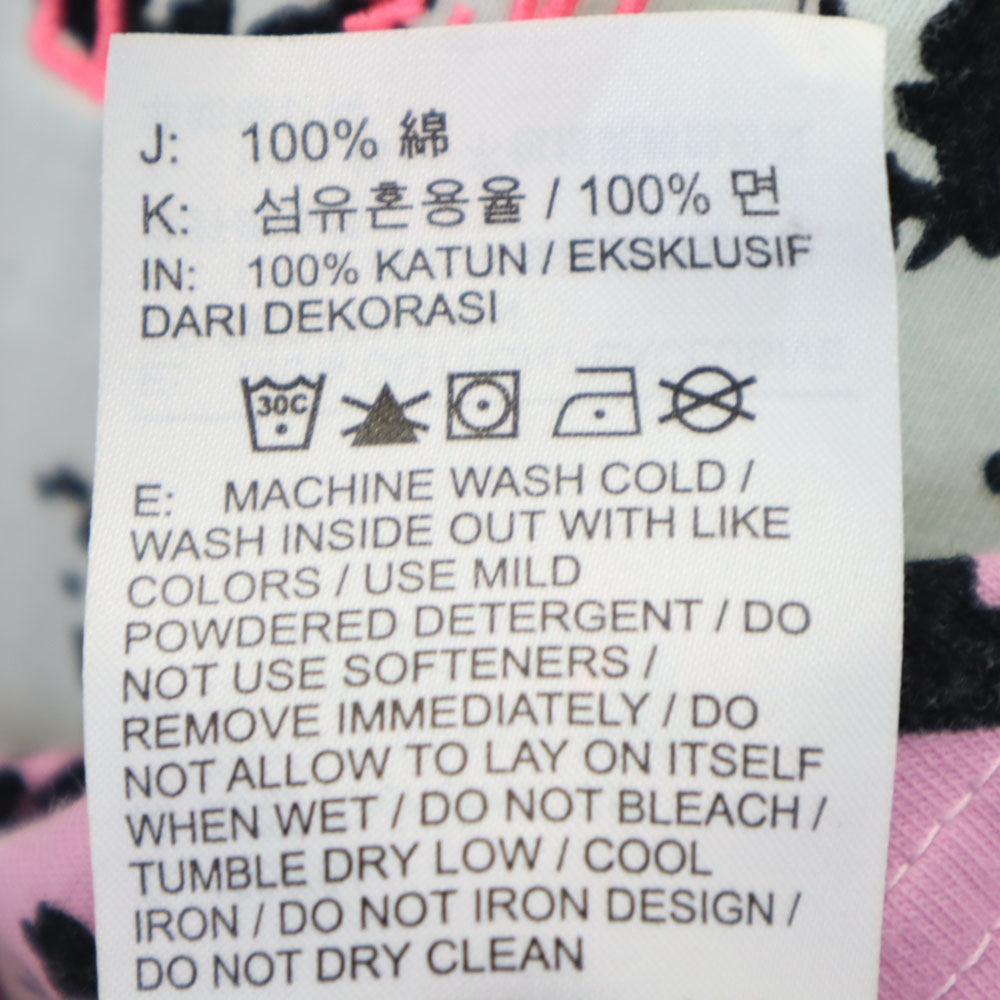 J: 100% 綿
K: 섬유혼용율 / 100% 면
IN: 100% KATUN / EKSKLUSIF
DARI DEKORASI
30C
E: MACHINE WASH COLD /
WASH INSIDE OUT WITH LIKE
COLORS / USE MILD
POWDERED DETERGENT / DO
NOT USE SOFTENERS /
REMOVE IMMEDIATELY / DO
NOT ALLOW TO LAY ON ITSELF
WHEN WET / DO NOT BLEACH /
TUMBLE DRY LOW / COOL
IRON / DO NOT IRON DESIGN /
DO NOT DRY CLEAN